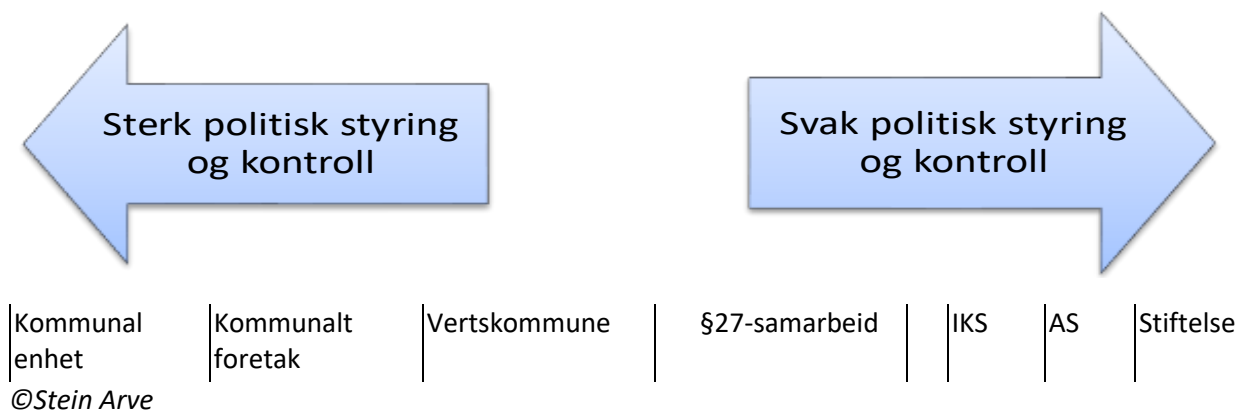 Sterk politisk styring
og kontroll
Svak politisk styring
og kontroll
Kommunal
enhet
Kommunalt
foretak
Vertskommune
§27-samarbeid
IKS
AS
Stiftelse
©Stein Arve